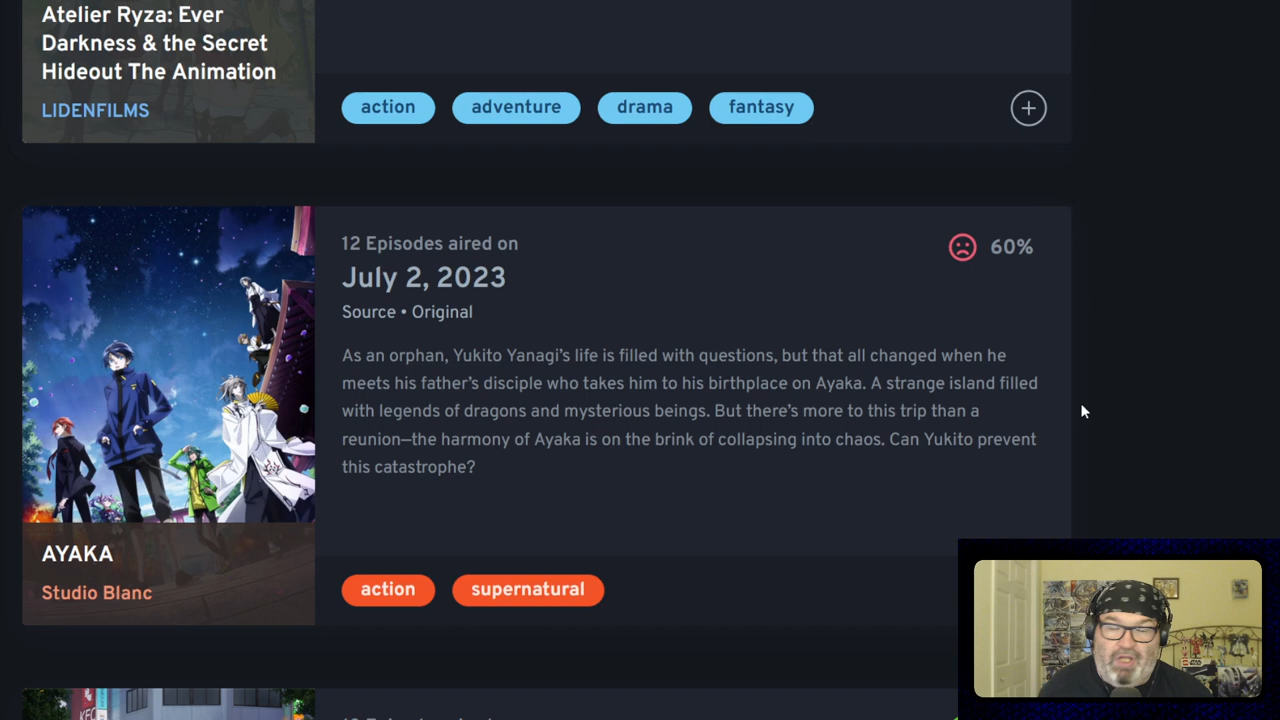 Atelier Ryza: Ever
Darkness & the Secret
Hideout The Animation
LIDENFILMS
action
adventure
drama
fantasy
12 Episodes aired on
60%
July 2, 2023
Source • Original
As an orphan, Yukito Yanagi’s life is filled with questions, but that all changed when he
meets his father’s disciple who takes him to his birthplace on Ayaka. A strange island filled
with legends of dragons and mysterious beings. But there’s more to this trip than a
reunion—the harmony of Ayaka is on the brink of collapsing into chaos. Can Yukito prevent
this catastrophe?
AYAKA
Studio Blanc
action
supernatural